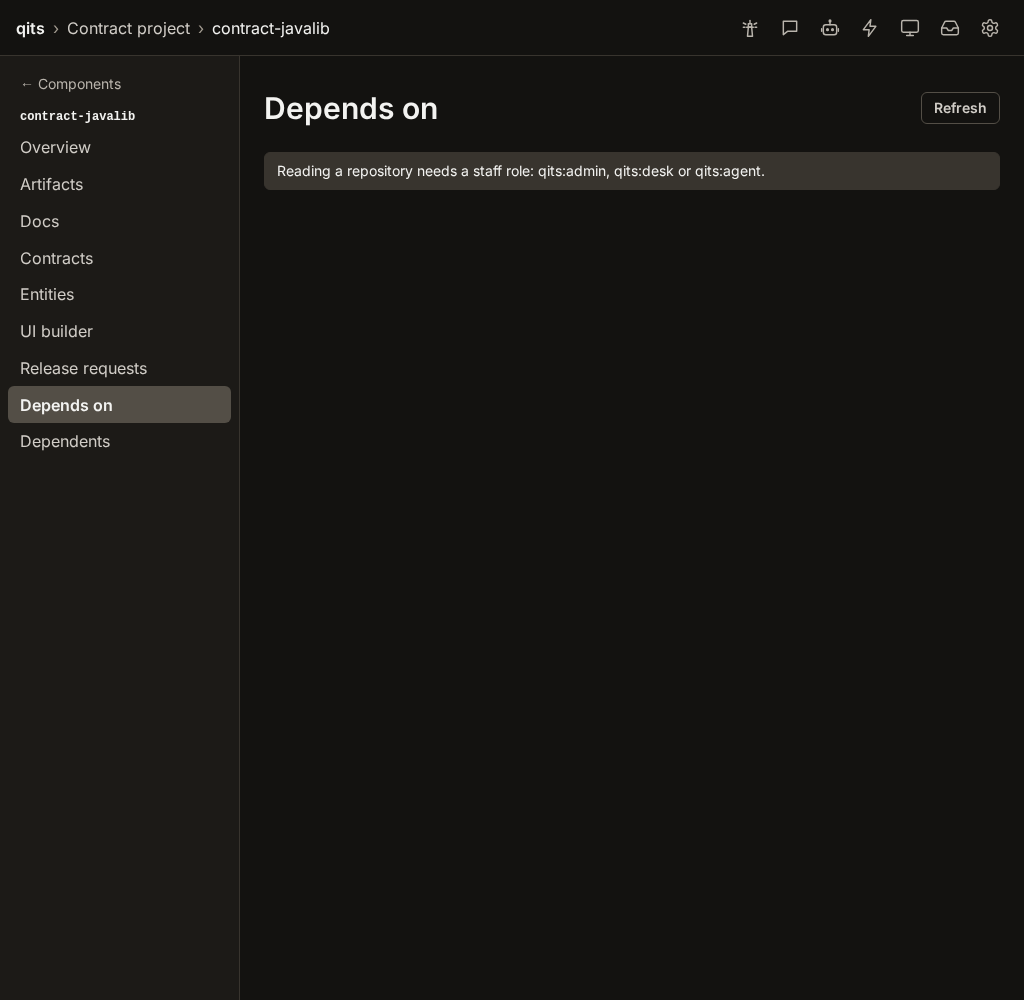 qits › Contract project › contract-javalib
← Components
contract-javalib
Overview
Artifacts
Docs
Contracts
Entities
UI builder
Release requests
Depends on
Dependents
Depends on
Refresh
Reading a repository needs a staff role: qits:admin, qits:desk or qits:agent.